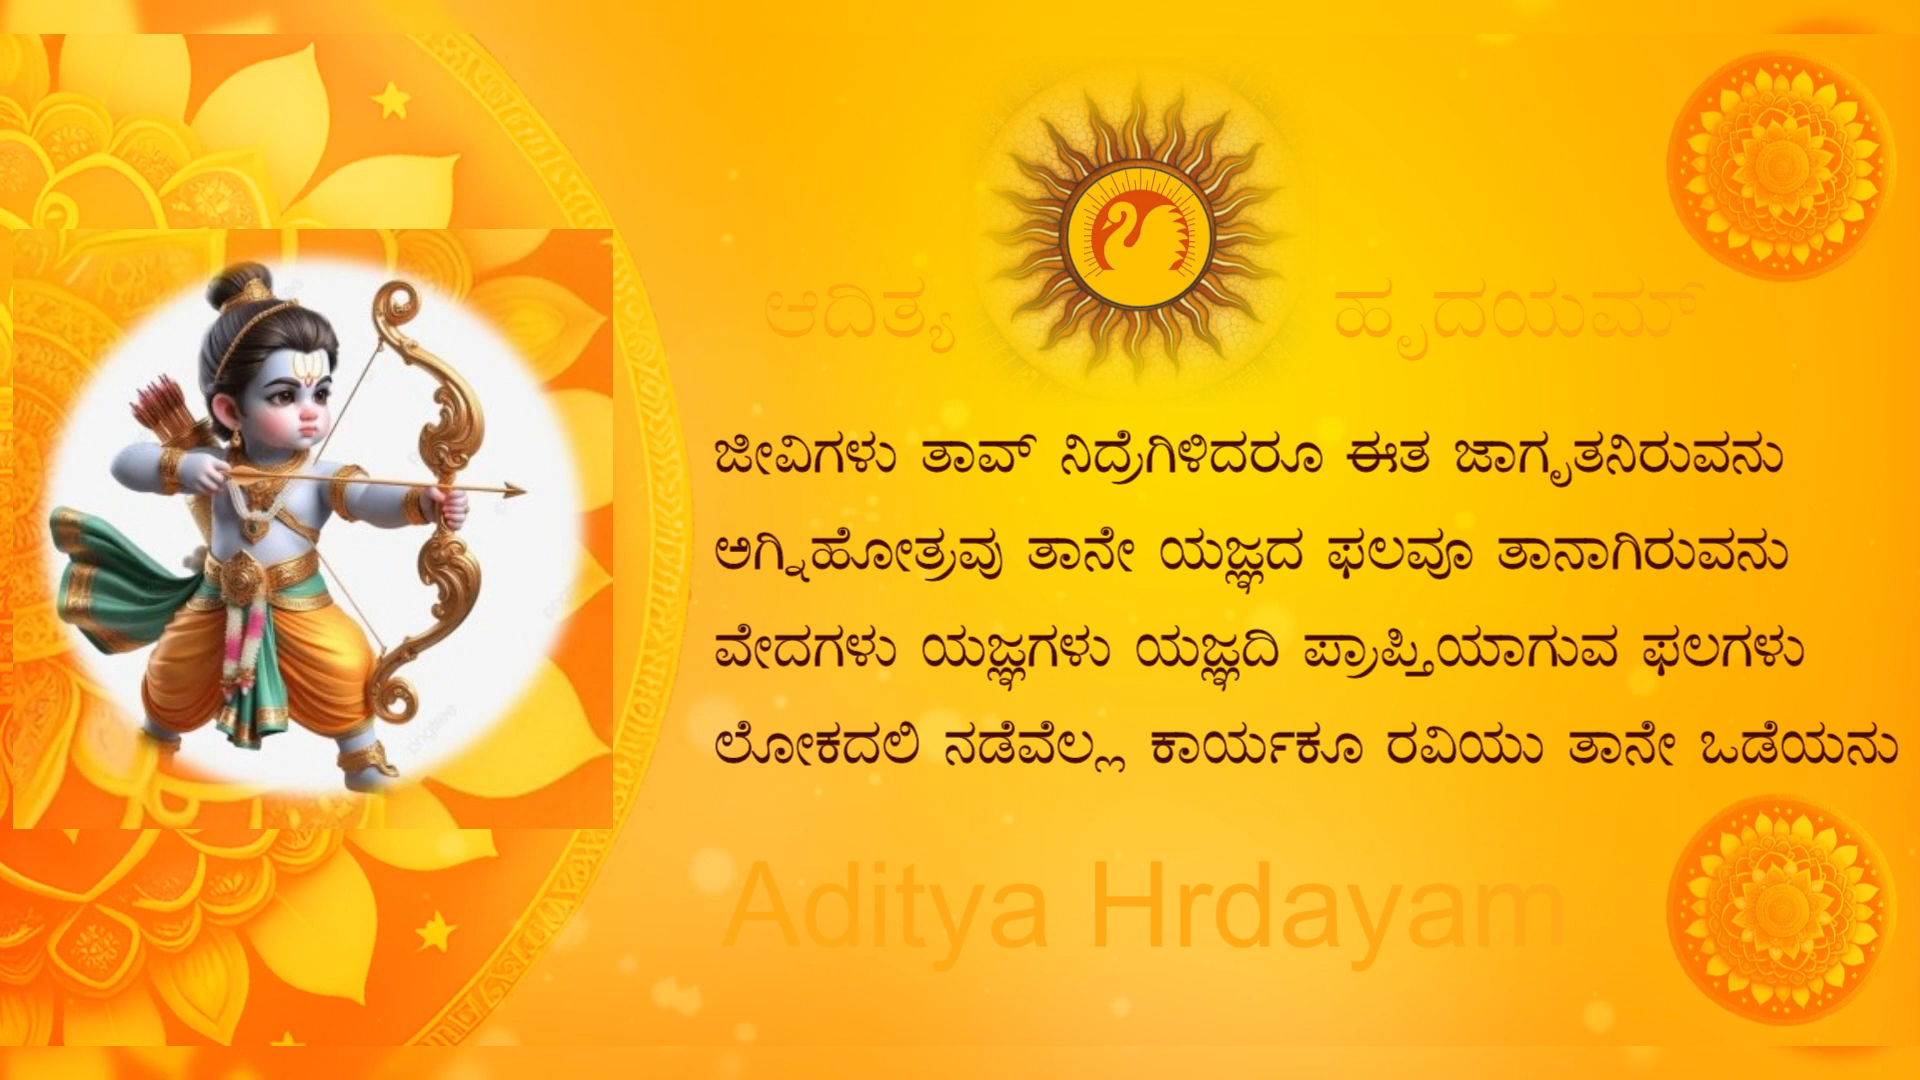 ಆದಿತ್ಯ ಹೃದಯಮ್
ಜೀವಿಗಳು ತಾವ್ ನಿದ್ರೆಗಿಳಿದರೂ ಈತ ಜಾಗೃತನಿರುವನು
ಅಗ್ನಿಹೋತ್ರವು ತಾನೇ ಯಜ್ಞದ ಫಲವೂ ತಾನಾಗಿರುವನು
ವೇದಗಳು ಯಜ್ಞಗಳು ಯಜ್ಞದಿ ಪ್ರಾಪ್ತಿಯಾಗುವ ಫಲಗಳು
ಲೋಕದಲಿ ನಡೆವೆಲ್ಲ ಕಾರ್ಯಕೂ ರವಿಯು ತಾನೇ ಒಡೆಯನು
Aditya Hrdayam